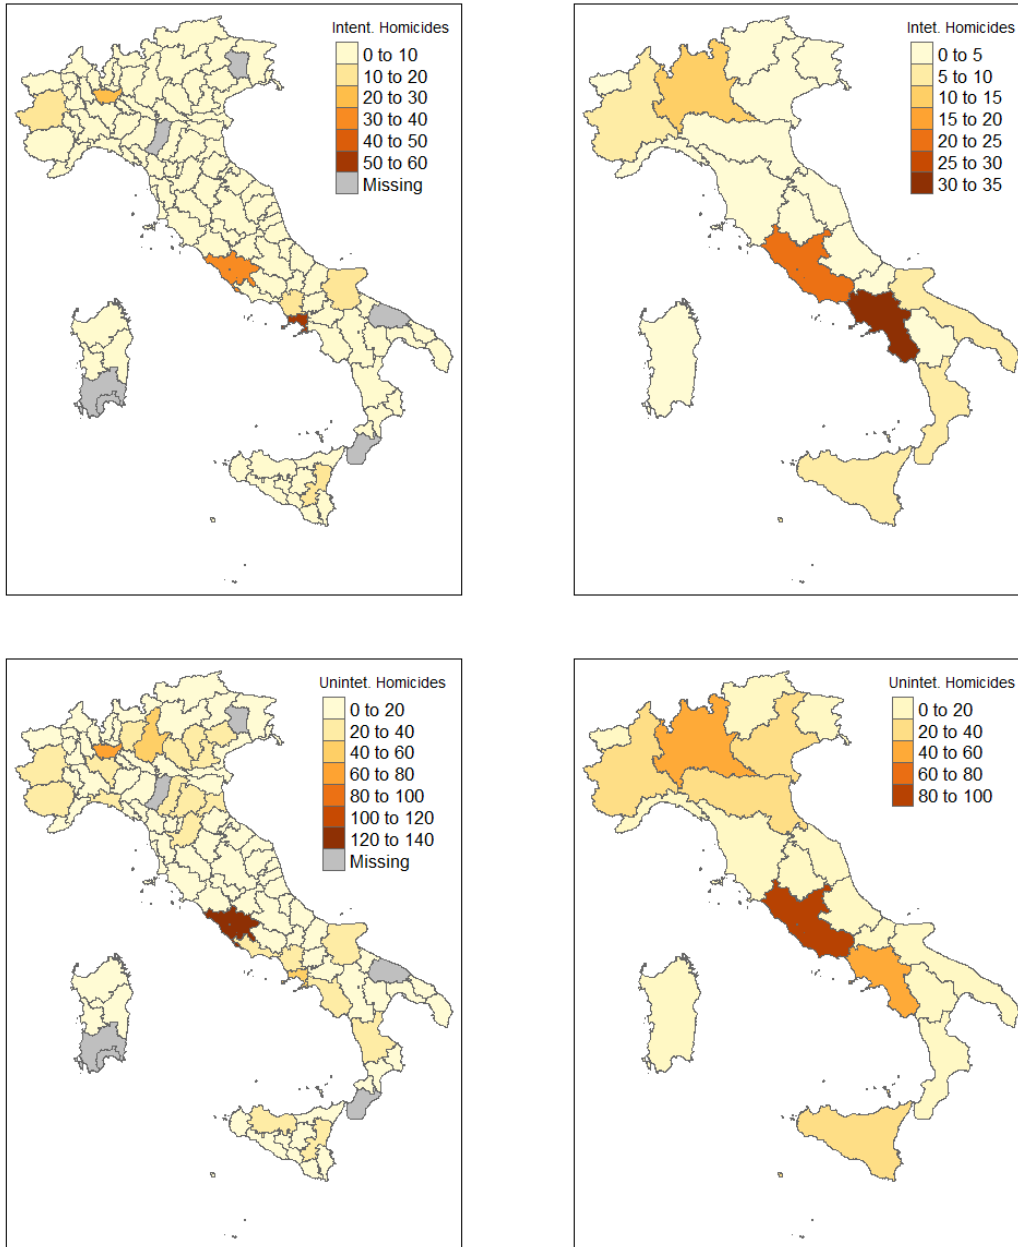 Intent. Homicides
0 to 10
10 to 20
20 to 30
30 to 40
40 to 50
50 to 60
Missing
Intet. Homicides
0 to 5
5 to 10
10 to 15
15 to 20
20 to 25
25 to 30
30 to 35
Unintet. Homicides
0 to 20
20 to 40
40 to 60
60 to 80
80 to 100
100 to 120
120 to 140
Missing
Unintet. Homicides
0 to 20
20 to 40
40 to 60
60 to 80
80 to 100